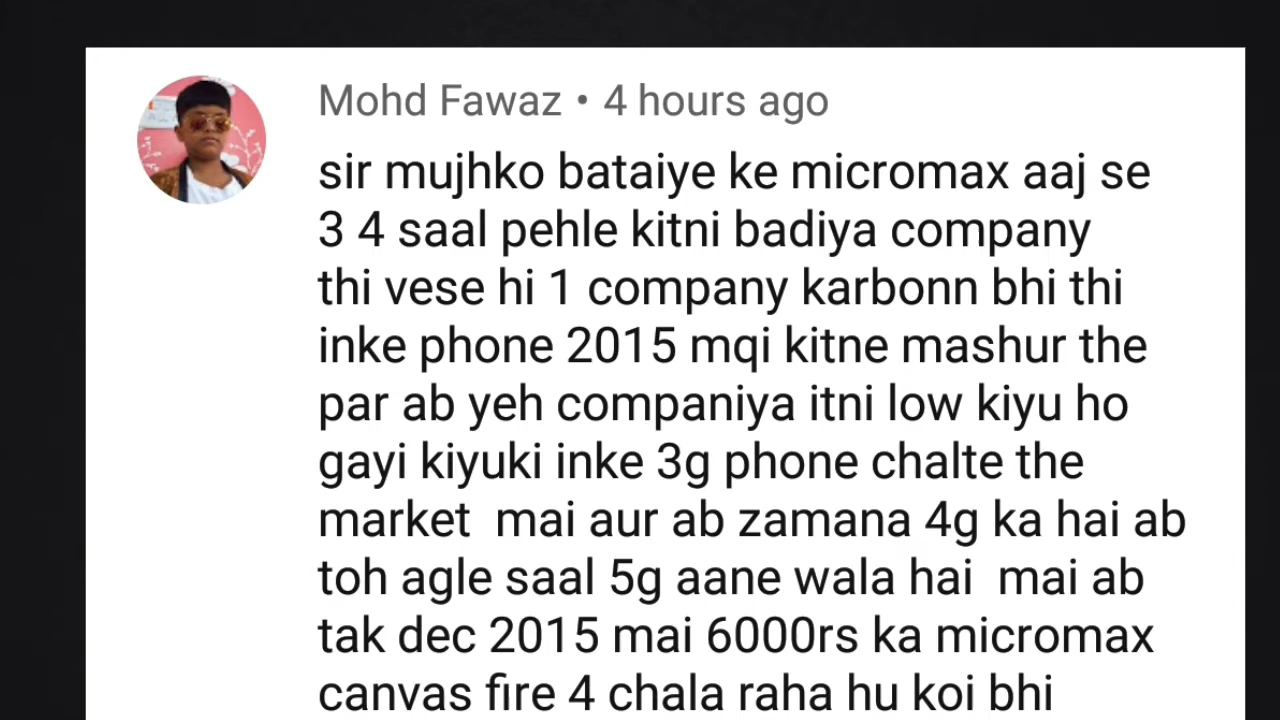 Mohd Fawaz • 4 hours ago
sir mujhko bataiye ke micromax aaj se
3 4 saal pehle kitni badiya company
thi vese hi 1 company karbonn bhi thi
inke phone 2015 mqi kitne mashur the
par ab yeh companiya itni low kiyu ho
gayi kiyuki inke 3g phone chalte the
market  mai aur ab zamana 4g ka hai ab
toh agle saal 5g aane wala hai  mai ab
tak dec 2015 mai 6000rs ka micromax
canvas fire 4 chala raha hu koi bhi